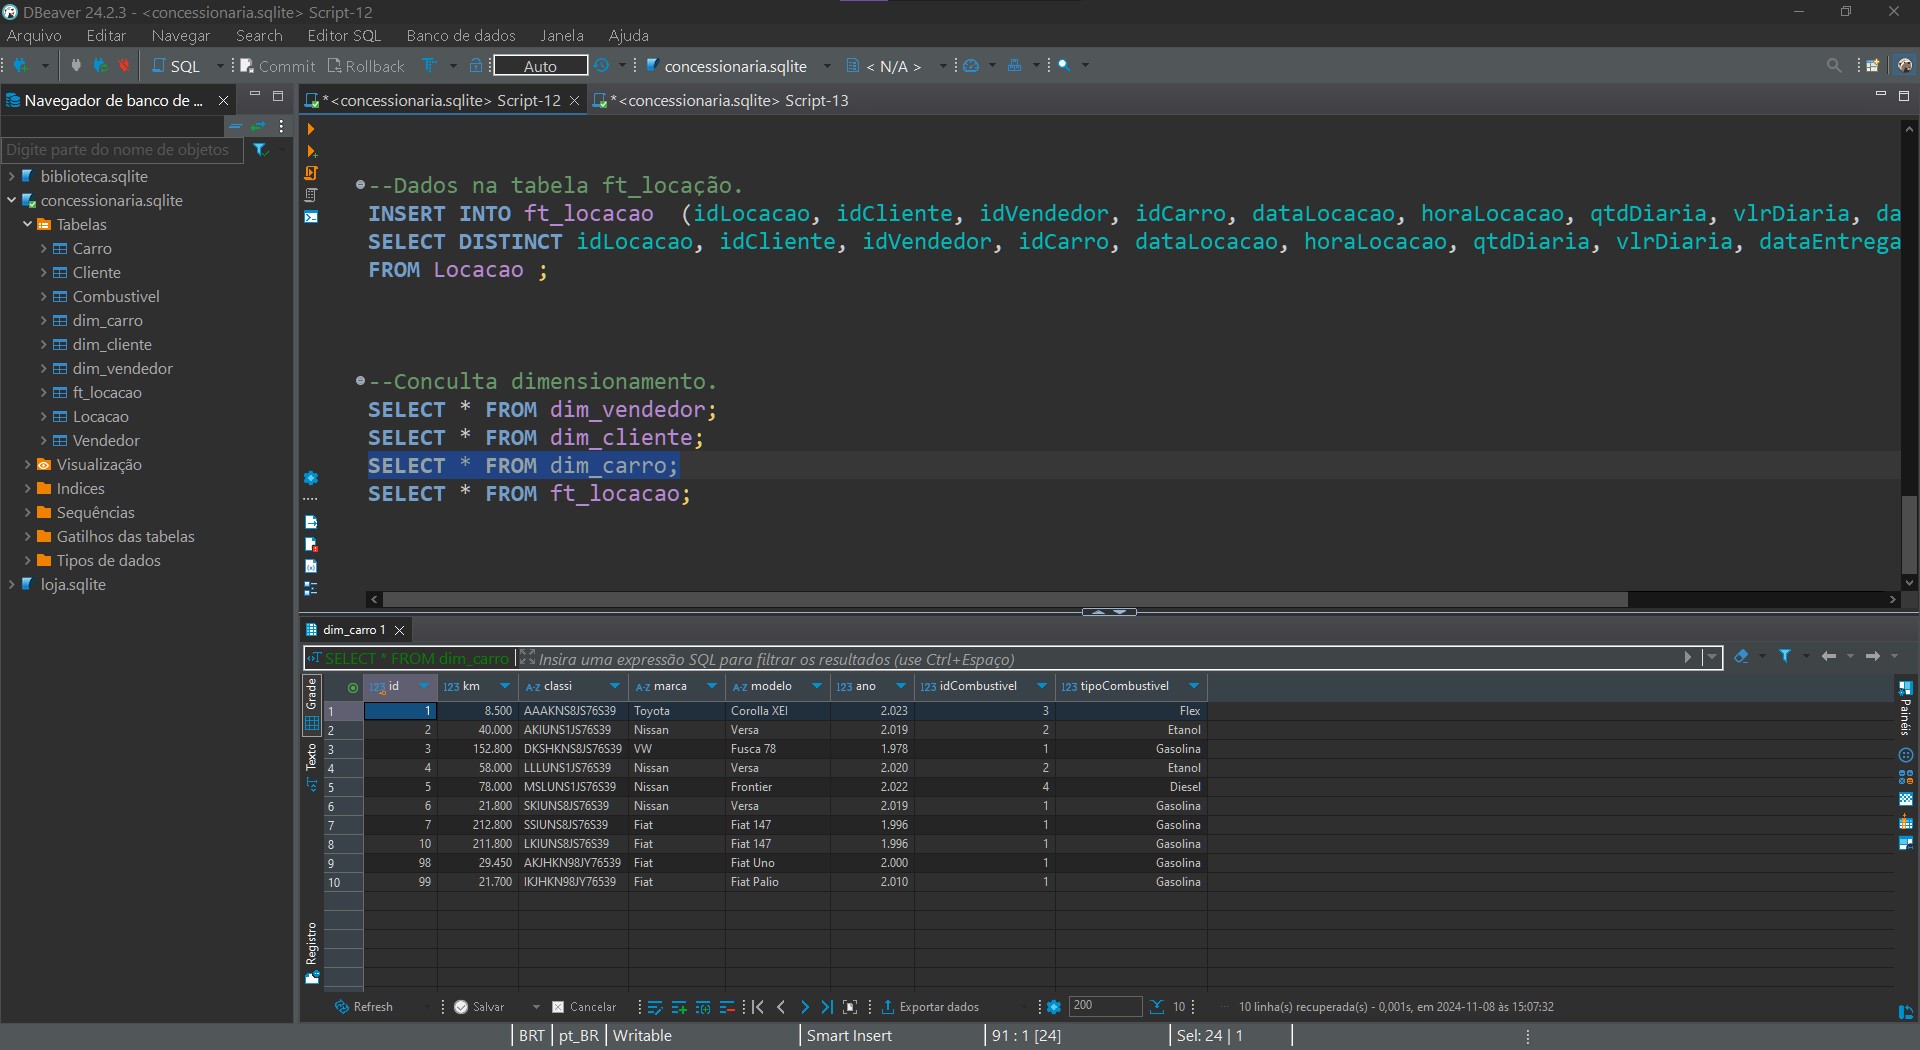 DBeaver 24.2.3 - <concessionaria.sqlite> Script-12
Arquivo Editar Navegar Search Editor SQL Banco de dados Janela Ajuda
SQL Commit Rollback Auto concessionaria.sqlite < N/A >
Navegador de banco de ...
*<concessionaria.sqlite> Script-12 *<concessionaria.sqlite> Script-13
Digite parte do nome de objetos
biblioteca.sqlite
concessionaria.sqlite
Tabelas
Carro
Cliente
Combustivel
dim_carro
dim_cliente
dim_vendedor
ft_locacao
Locacao
Vendedor
Visualização
Indices
Sequências
Gatilhos das tabelas
Tipos de dados
loja.sqlite
--Dados na tabela ft_locação.
INSERT INTO ft_locacao (idLocacao, idCliente, idVendedor, idCarro, dataLocacao, horaLocacao, qtdDiaria, vlrDiaria, da
SELECT DISTINCT idLocacao, idCliente, idVendedor, idCarro, dataLocacao, horaLocacao, qtdDiaria, vlrDiaria, dataEntrega
FROM Locacao ;
--Conculta dimensionamento.
SELECT * FROM dim_vendedor;
SELECT * FROM dim_cliente;
SELECT * FROM dim_carro;
SELECT * FROM ft_locacao;
dim_carro 1
SELECT * FROM dim_carro Insira uma expressão SQL para filtrar os resultados (use Ctrl+Espaço)
Grade
Texto
Registro
Painéis
123 id 123 km A-Z classi A-Z marca A-Z modelo 123 ano 123 idCombustivel 123 tipoCombustivel
1 1 8.500 AAAKNS8JS76S39 Toyota Corolla XEI 2.023 3 Flex
2 2 40.000 AKIUNS1JS76S39 Nissan Versa 2.019 2 Etanol
3 3 152.800 DKSHKNS8JS76S39 VW Fusca 78 1.978 1 Gasolina
4 4 58.000 LLLUNS1JS76S39 Nissan Versa 2.020 2 Etanol
5 5 78.000 MSLUNS1JS76S39 Nissan Frontier 2.022 4 Diesel
6 6 21.800 SKIUNS8JS76S39 Nissan Versa 2.019 1 Gasolina
7 7 212.800 SSIUNS8JS76S39 Fiat Fiat 147 1.996 1 Gasolina
8 10 211.800 LKIUNS8JS76S39 Fiat Fiat 147 1.996 1 Gasolina
9 98 29.450 AKJHKN98JY76539 Fiat Fiat Uno 2.000 1 Gasolina
10 99 21.700 IKJHKN98JY76539 Fiat Fiat Palio 2.010 1 Gasolina
Refresh Salvar Cancelar Exportar dados 200 10 10 linha(s) recuperada(s) - 0,001s, em 2024-11-08 às 15:07:32
BRT pt_BR Writable Smart Insert 91 : 1 [24] Sel: 24 | 1